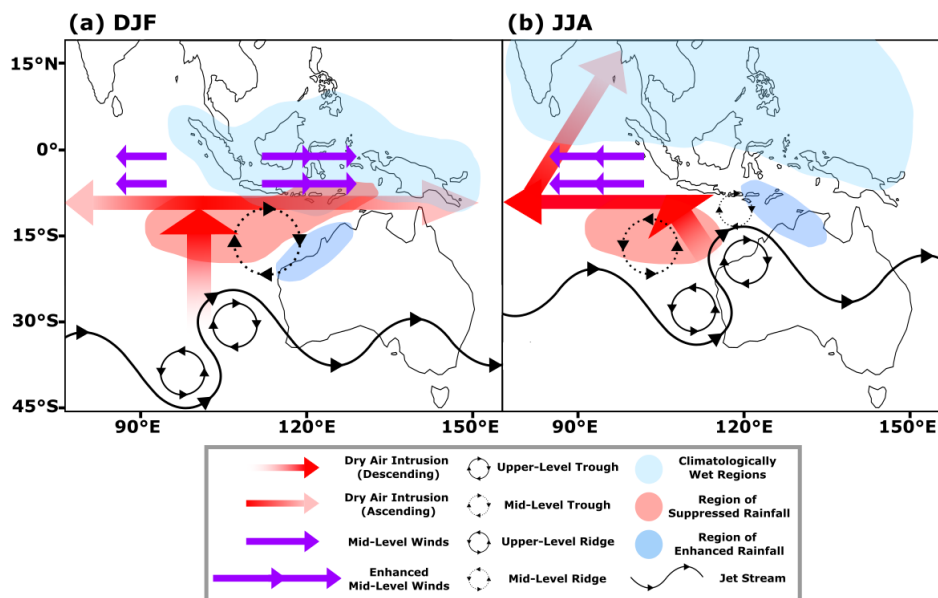 (a) DJF
(b) JJA
15°N
0°
15°S
30°S
45°S
90°E
120°E
150°E
90°E
120°E
150°E
Dry Air Intrusion
(Descending)
Upper-Level Trough
Climatologically
Wet Regions
Dry Air Intrusion
(Ascending)
Mid-Level Trough
Region of
Suppressed Rainfall
Mid-Level Winds
Upper-Level Ridge
Region of
Enhanced Rainfall
Enhanced
Mid-Level Winds
Mid-Level Ridge
Jet Stream